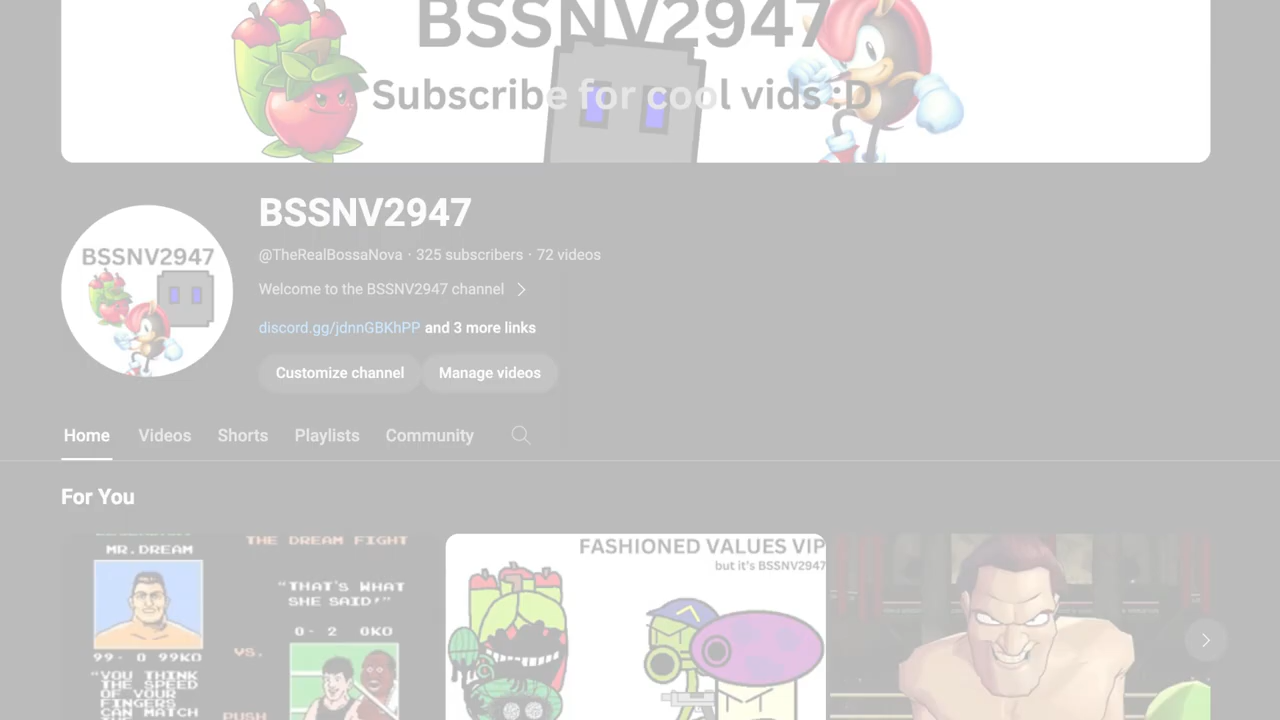 BSSNV2947
Subscribe for cool vids :D
BSSNV2947
BSSNV2947
@TheRealBossaNova · 325 subscribers · 72 videos
Welcome to the BSSNV2947 channel
discord.gg/jdnnGBKhPP and 3 more links
Customize channel
Manage videos
Home
Videos
Shorts
Playlists
Community
For You
MR.DREAM
99- 0 99KO
"YOU THINK
THE SPEED
OF YOUR
FINGERS
CAN MATCH
THE DREAM FIGHT
"THAT'S WHAT
SHE SAID!"
0- 2 0KO
VS.
PUSH
FASHIONED VALUES VIP
but it's BSSNV2947